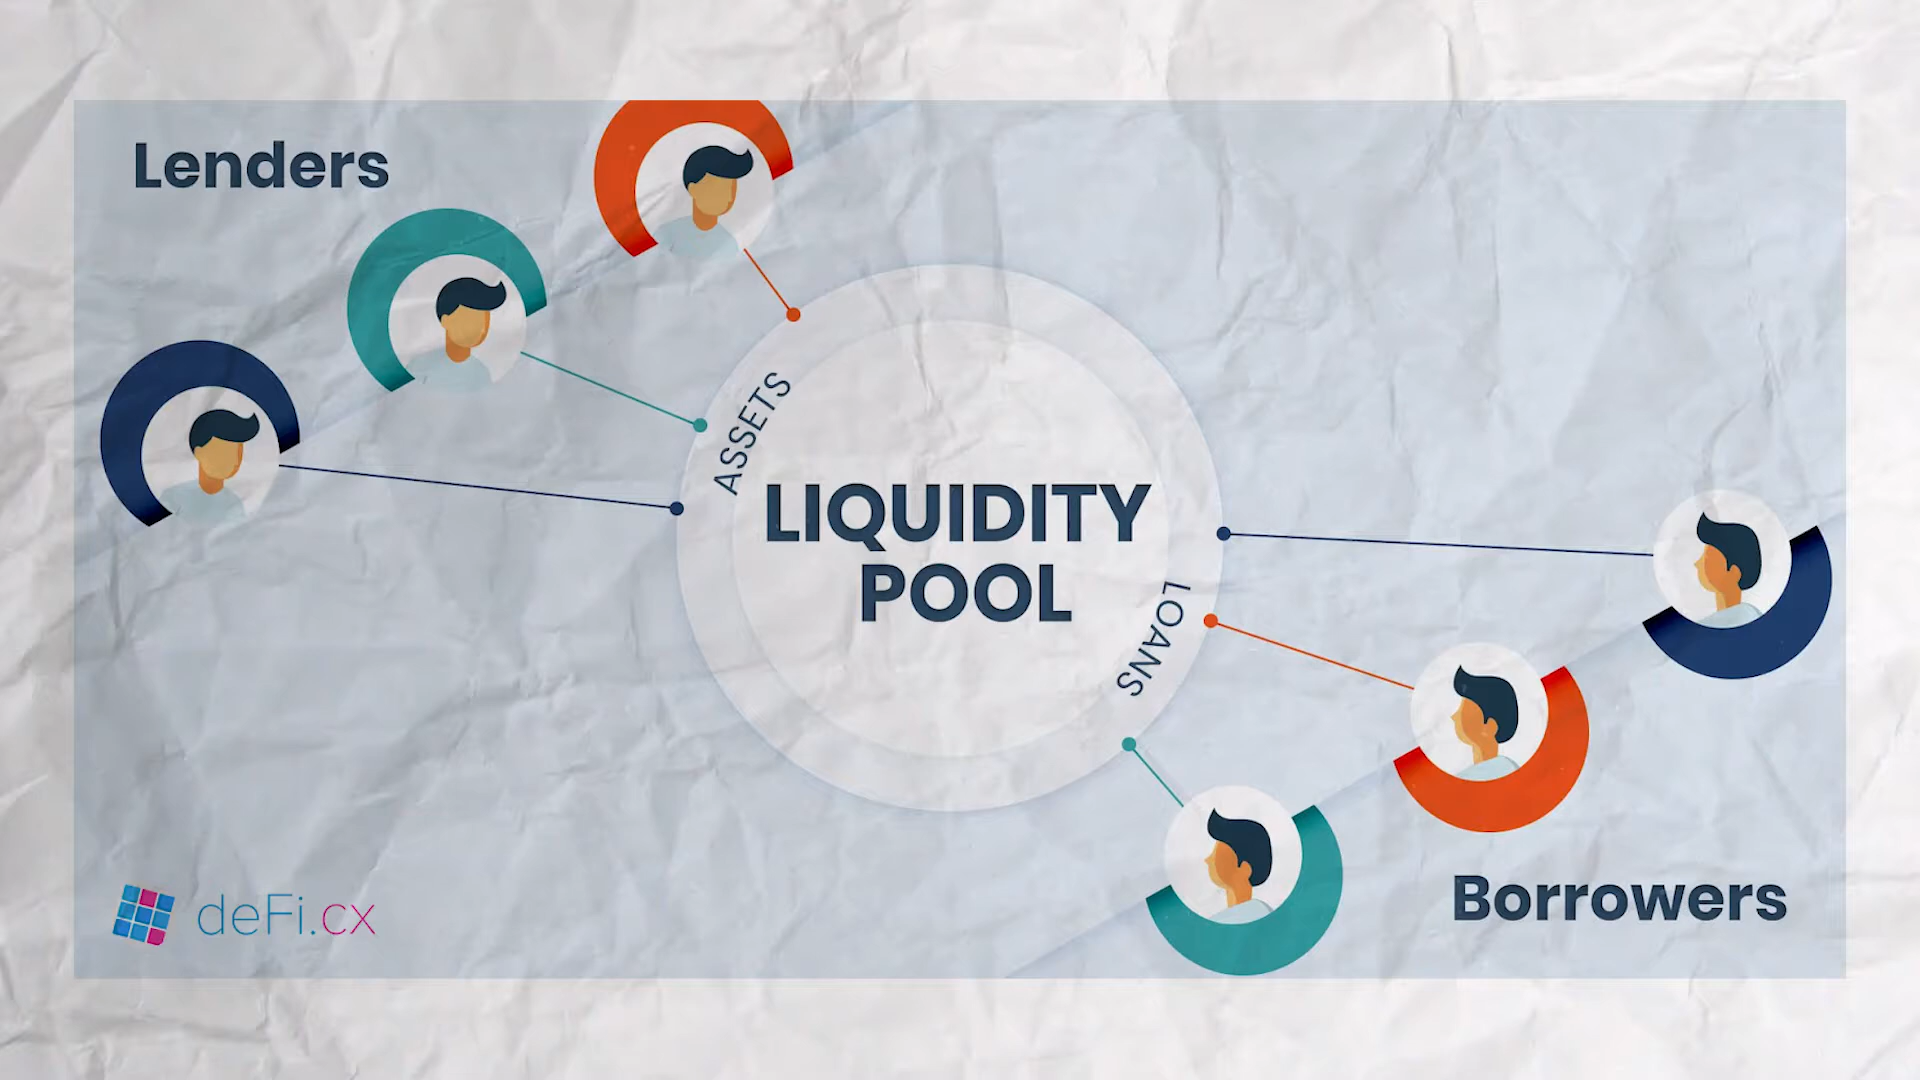 Lenders
ASSETS
LIQUIDITY
POOL
LOANS
Borrowers
deFi.cx